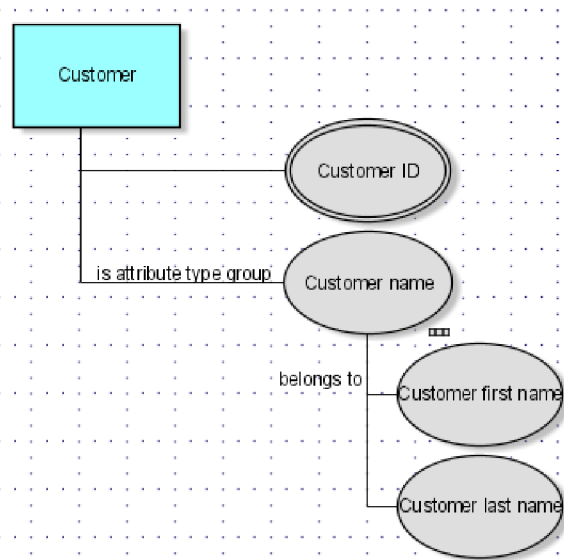 Customer
Customer ID
is attribute type group
Customer name
belongs to
Customer first name
Customer last name